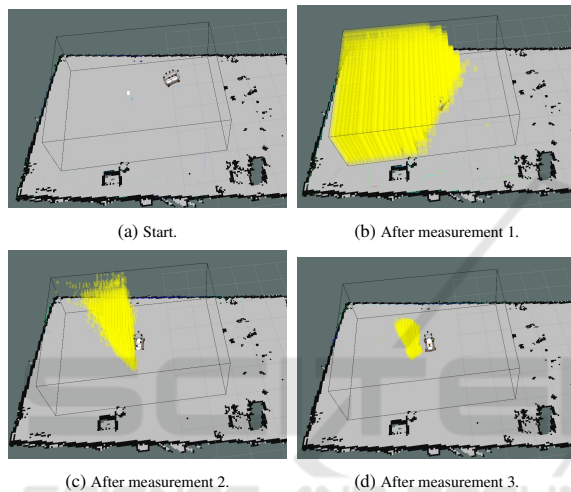 (a) Start.
(b) After measurement 1.
(c) After measurement 2.
(d) After measurement 3.